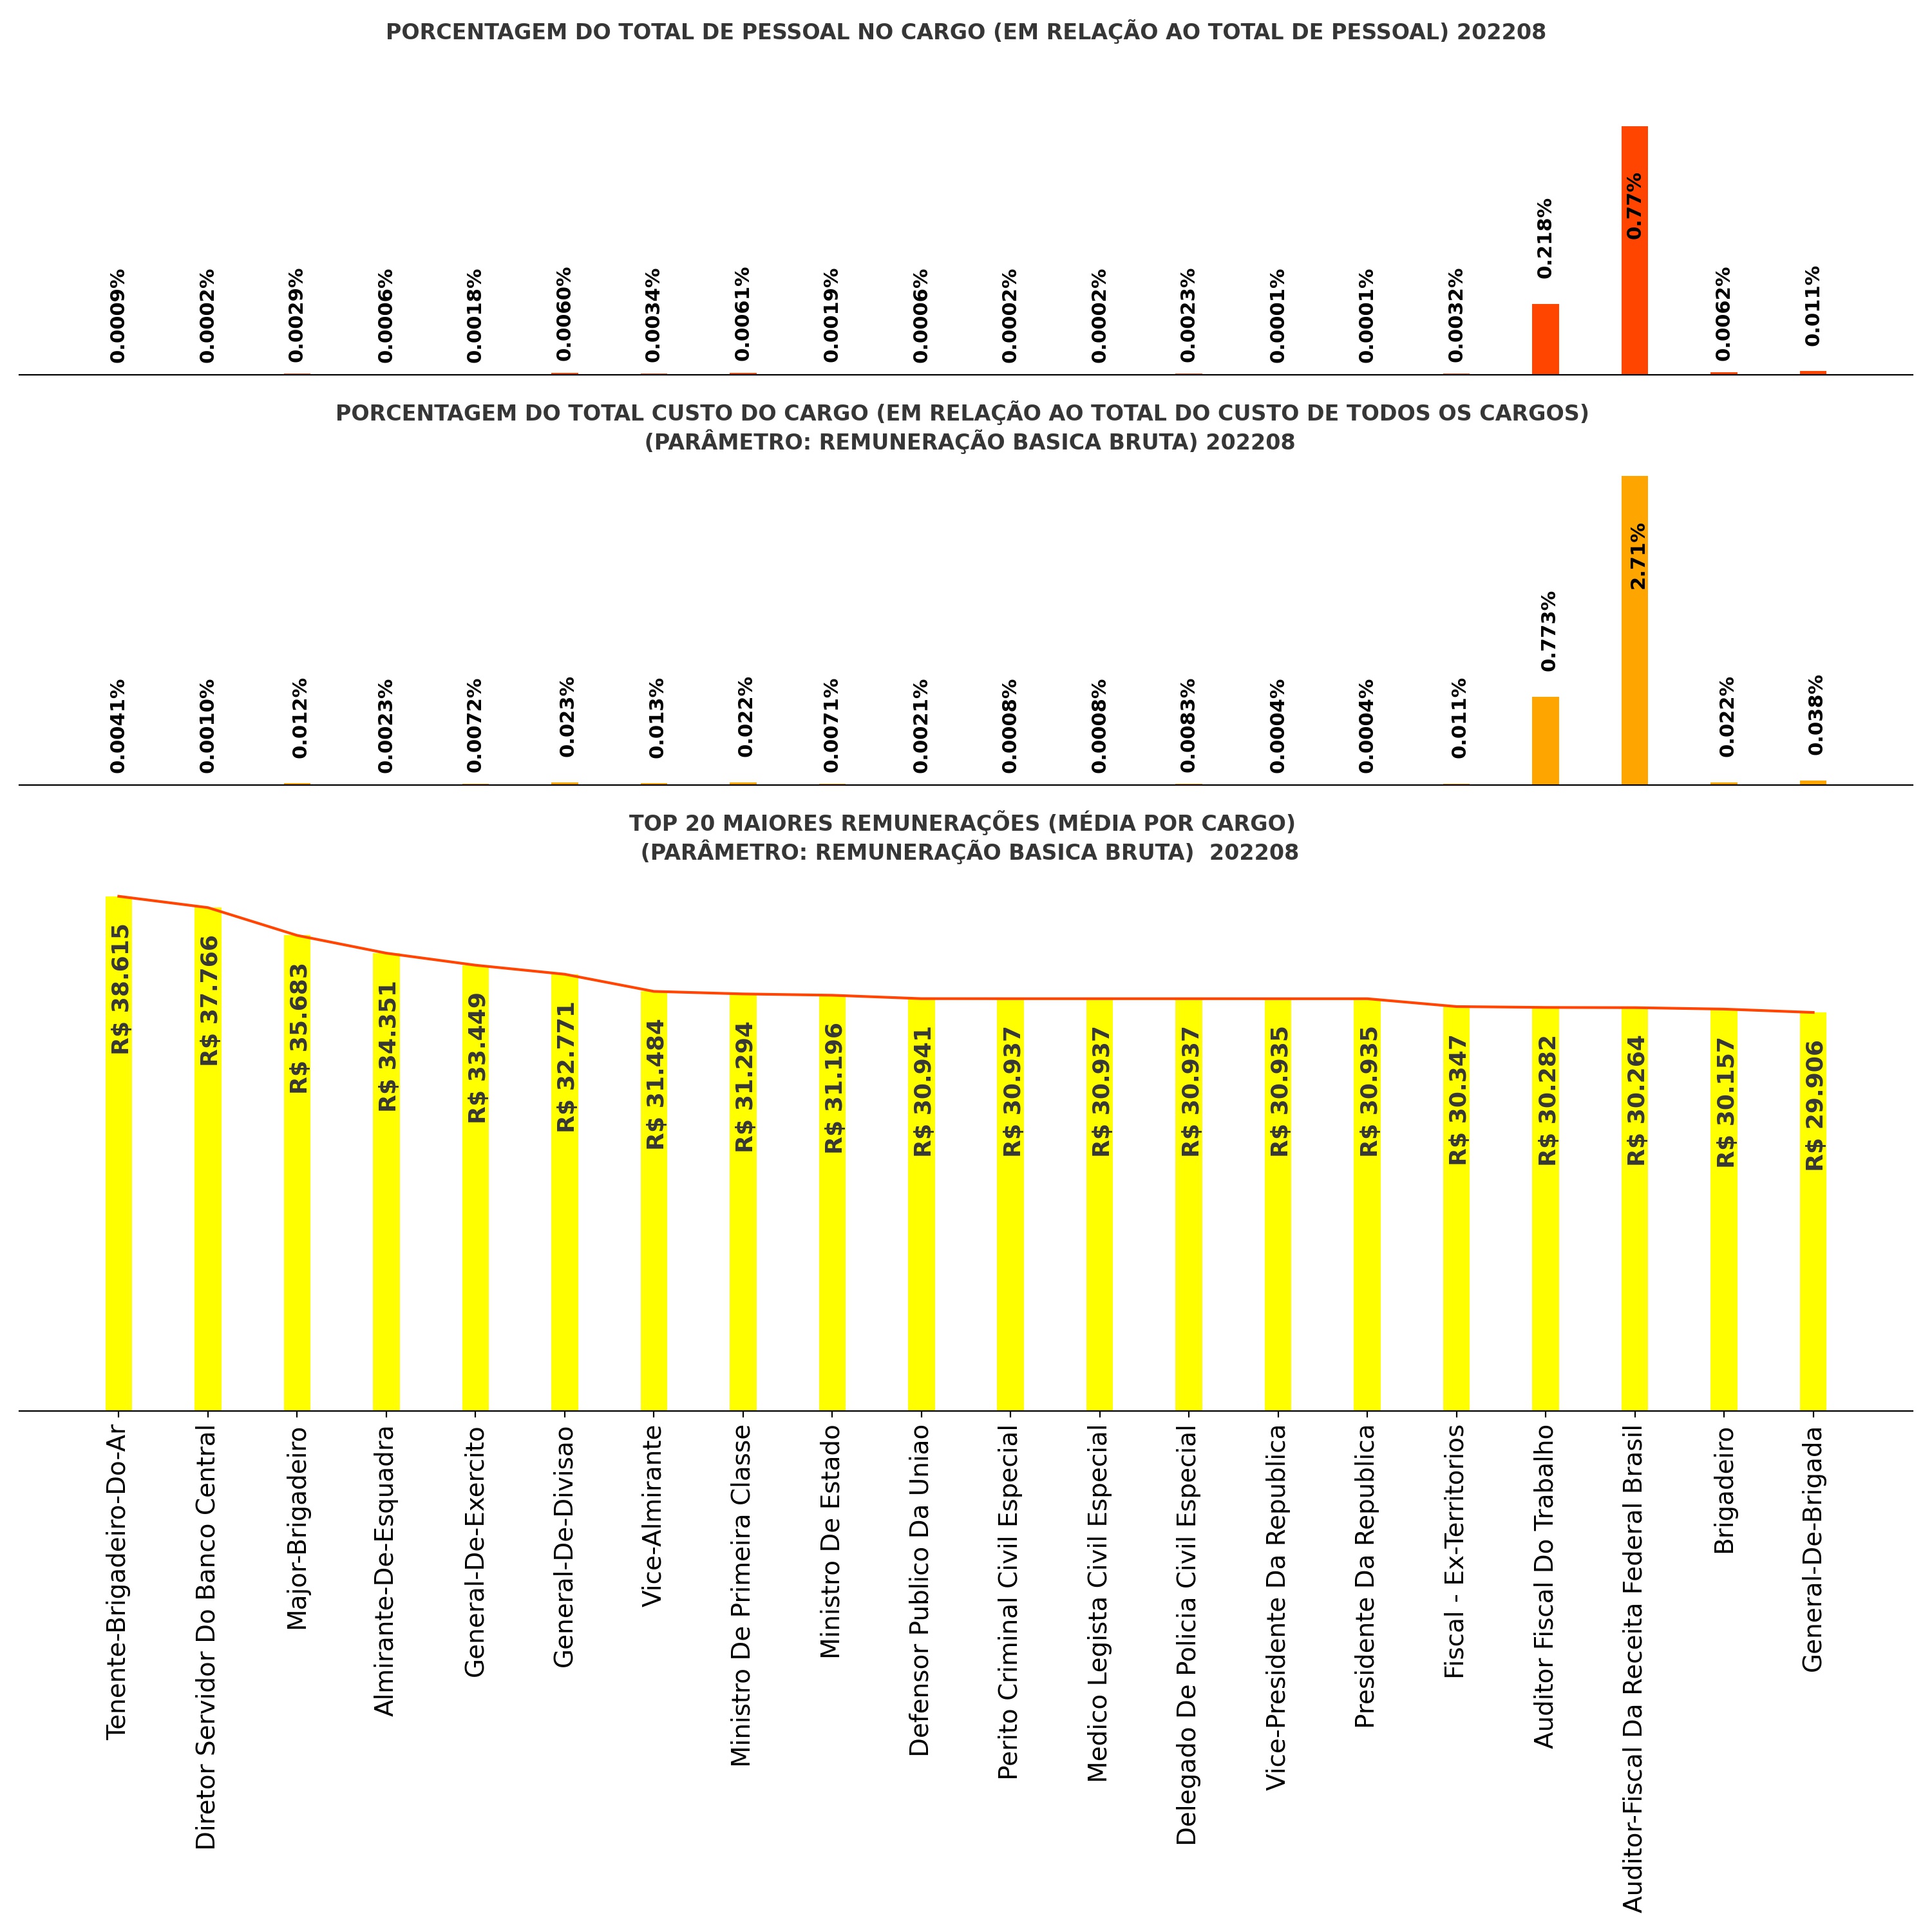 PORCENTAGEM DO TOTAL DE PESSOAL NO CARGO (EM RELAÇÃO AO TOTAL DE PESSOAL) 202208
0.0009%
0.0002%
0.0029%
0.0006%
0.0018%
0.0060%
0.0034%
0.0061%
0.0019%
0.0006%
0.0002%
0.0002%
0.0023%
0.0001%
0.0001%
0.0032%
0.218%
0.77%
0.0062%
0.011%
PORCENTAGEM DO TOTAL CUSTO DO CARGO (EM RELAÇÃO AO TOTAL DO CUSTO DE TODOS OS CARGOS)
(PARÂMETRO: REMUNERAÇÃO BASICA BRUTA) 202208
0.0041%
0.0010%
0.012%
0.0023%
0.0072%
0.023%
0.013%
0.022%
0.0071%
0.0021%
0.0008%
0.0008%
0.0083%
0.0004%
0.0004%
0.011%
0.773%
2.71%
0.022%
0.038%
TOP 20 MAIORES REMUNERAÇÕES (MÉDIA POR CARGO)
(PARÂMETRO: REMUNERAÇÃO BASICA BRUTA)  202208
R$ 38.615
R$ 37.766
R$ 35.683
R$ 34.351
R$ 33.449
R$ 32.771
R$ 31.484
R$ 31.294
R$ 31.196
R$ 30.941
R$ 30.937
R$ 30.937
R$ 30.937
R$ 30.935
R$ 30.935
R$ 30.347
R$ 30.282
R$ 30.264
R$ 30.157
R$ 29.906
Tenente-Brigadeiro-Do-Ar
Diretor Servidor Do Banco Central
Major-Brigadeiro
Almirante-De-Esquadra
General-De-Exercito
General-De-Divisao
Vice-Almirante
Ministro De Primeira Classe
Ministro De Estado
Defensor Publico Da Uniao
Perito Criminal Civil Especial
Medico Legista Civil Especial
Delegado De Policia Civil Especial
Vice-Presidente Da Republica
Presidente Da Republica
Fiscal - Ex-Territorios
Auditor Fiscal Do Trabalho
Auditor-Fiscal Da Receita Federal Brasil
Brigadeiro
General-De-Brigada